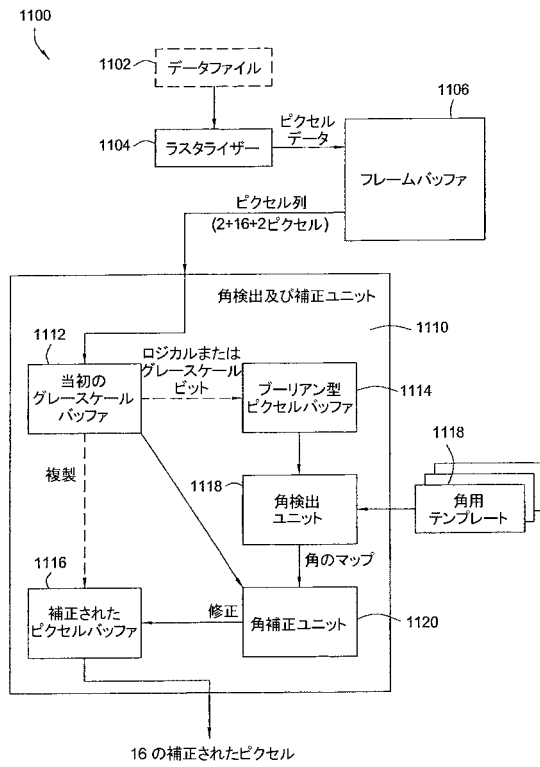 1100
1102
データファイル
1106
1104
ラスタライザー
ピクセル
データ
フレームバッファ
ピクセル列
(2+16+2ピクセル)
角検出及び補正ユニット
1110
1112
当初の
グレースケール
バッファ
ロジカルまたは
グレースケール
ビット
ブーリアン型
ピクセルバッファ
1114
複製
1118
角検出
ユニット
1118
角用
テンプレート
角のマップ
1116
補正された
ピクセルバッファ
修正
角補正ユニット
1120
16 の補正されたピクセル